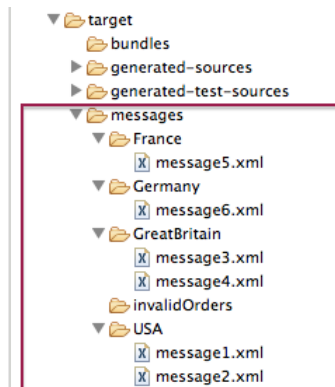 target
bundles
generated-sources
generated-test-sources
messages
France
message5.xml
Germany
message6.xml
GreatBritain
message3.xml
message4.xml
invalidOrders
USA
message1.xml
message2.xml